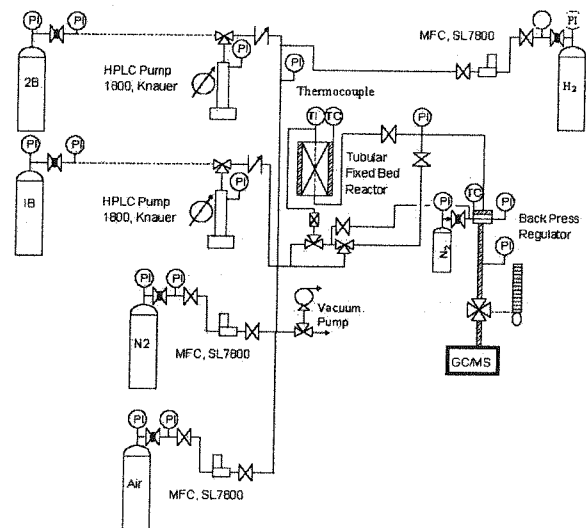 PI
PI
PI
MFC, SL7800
PI
2B
HPLC Pump
1800, Knauer
PI
PI
H2
Thermocouple
PI
PI
TI
TC
PI
1B
HPLC Pump
1800, Knauer
PI
Tubular
Fixed Bed
Reactor
PI
TC
PI
Back Press
Regulator
N2
PI
PI
PI
N2
MFC, SL7800
Vacuum
Pump
GC/MS
PI
PI
Air
MFC, SL7800